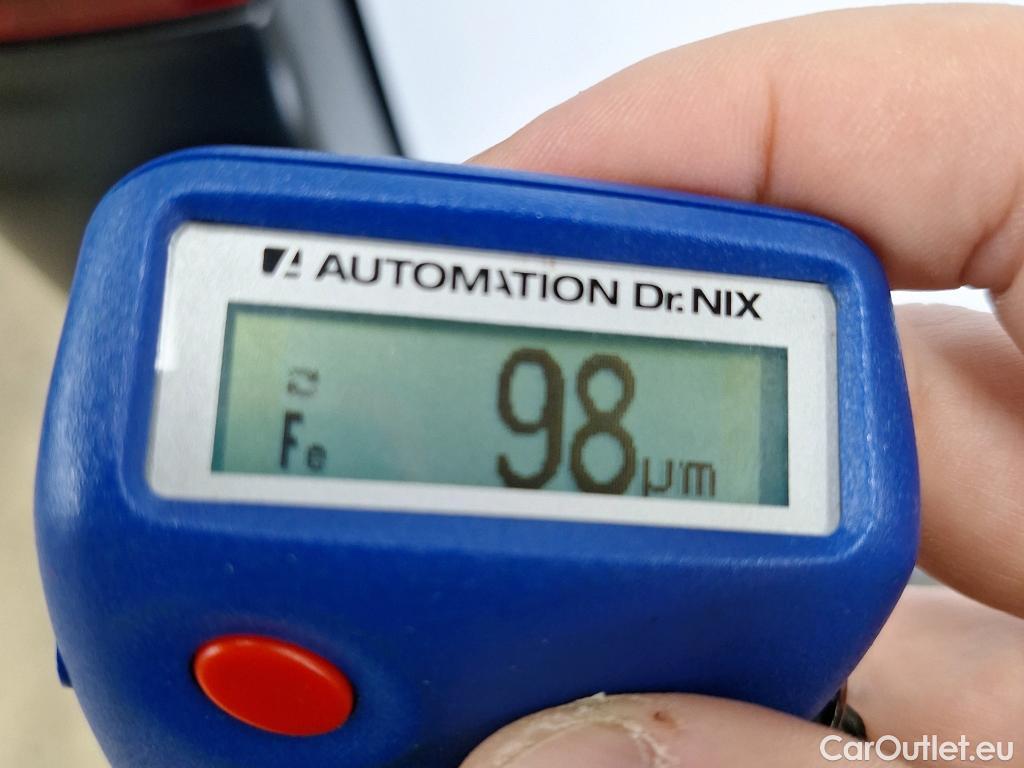 AUTOMATION Dr. NIX
98 µm
Fe
CarOutlet.eu